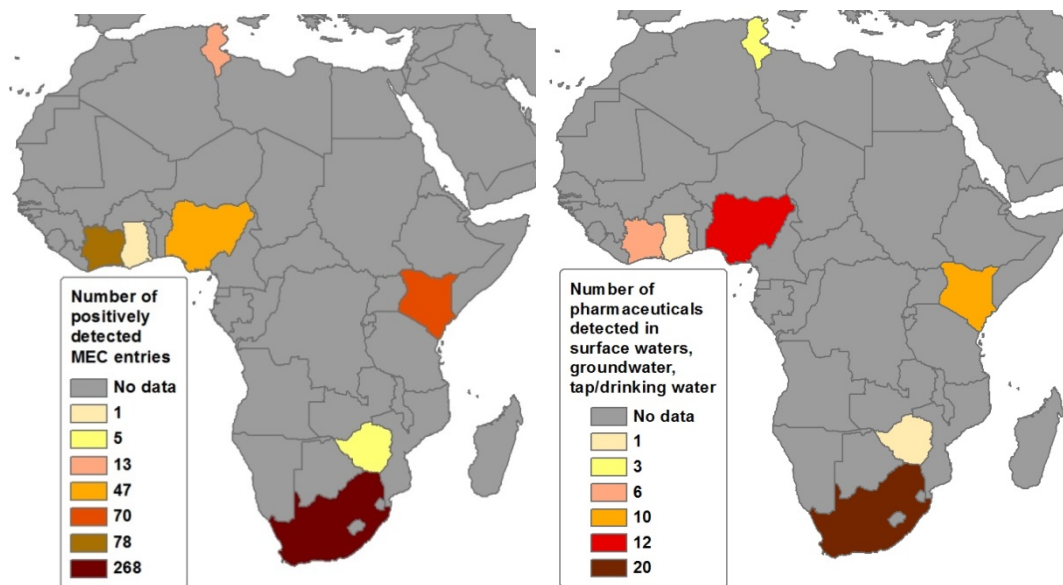 Number of
positively
detected
MEC entries
No data
1
5
13
47
70
78
268
Number of
pharmaceuticals
detected in
surface waters,
groundwater,
tap/drinking water
No data
1
3
6
10
12
20